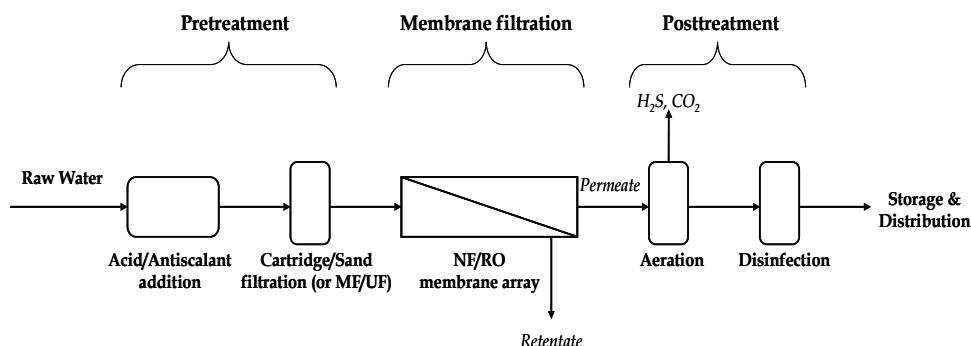 Pretreatment
Membrane filtration
Posttreatment
H₂S, CO₂
Raw Water
Permeate
Storage &
Distribution
Acid/Antiscalant
addition
Cartridge/Sand
filtration (or MF/UF)
NF/RO
membrane array
Aeration
Disinfection
Retentate